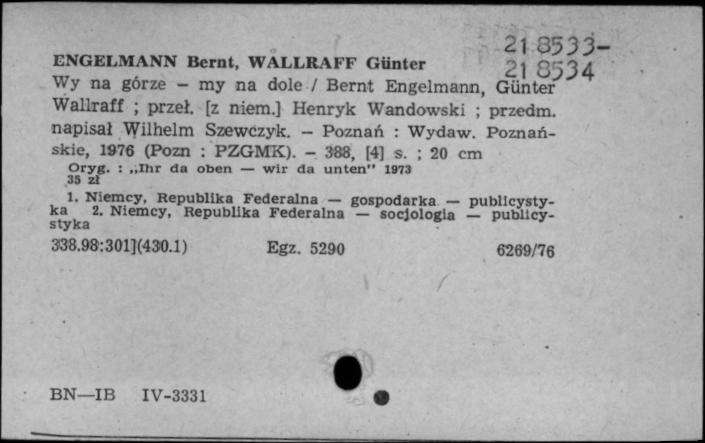 21 8533-
21 8534
ENGELMANN Bernt, WALLRAFF Günter
Wy na górze – my na dole / Bernt Engelmann, Günter
Wallraff ; przeł. [z niem.] Henryk Wandowski ; przedm.
napisał Wilhelm Szewczyk. – Poznań : Wydaw. Poznań-
skie, 1976 (Pozn : PZGMK). – 388, [4] s. ; 20 cm
Oryg. : „Ihr da oben — wir da unten" 1973
35 zł
1. Niemcy, Republika Federalna — gospodarka — publicysty-
ka 2. Niemcy, Republika Federalna — socjologia — publicy-
styka
338.98:301](430.1) Egz. 5290 6269/76
BN—IB IV-3331